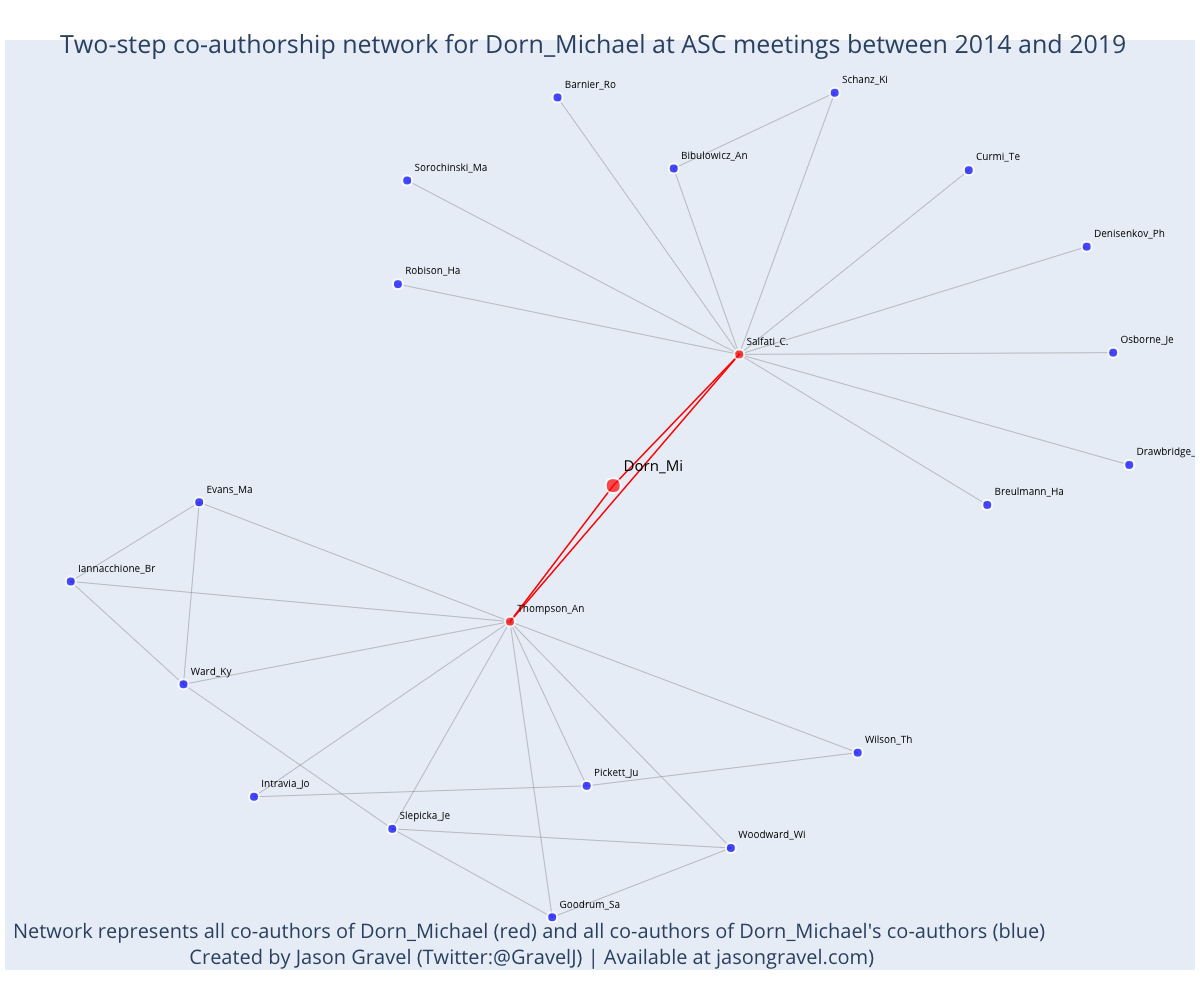 Two-step co-authorship network for Dorn_Michael at ASC meetings between 2014 and 2019
Barnier_Ro
Schanz_Ki
Bibulowicz_An
Curmi_Te
Sorochinski_Ma
Denisenkov_Ph
Robison_Ha
Salfati_C.
Osborne_Je
Drawbridge_
Dorn_Mi
Breulmann_Ha
Evans_Ma
Iannacchione_Br
Thompson_An
Ward_Ky
Wilson_Th
Pickett_Ju
Intravia_Jo
Slepicka_Je
Woodward_Wi
Goodrum_Sa
Network represents all co-authors of Dorn_Michael (red) and all co-authors of Dorn_Michael's co-authors (blue)
Created by Jason Gravel (Twitter:@GravelJ) | Available at jasongravel.com)